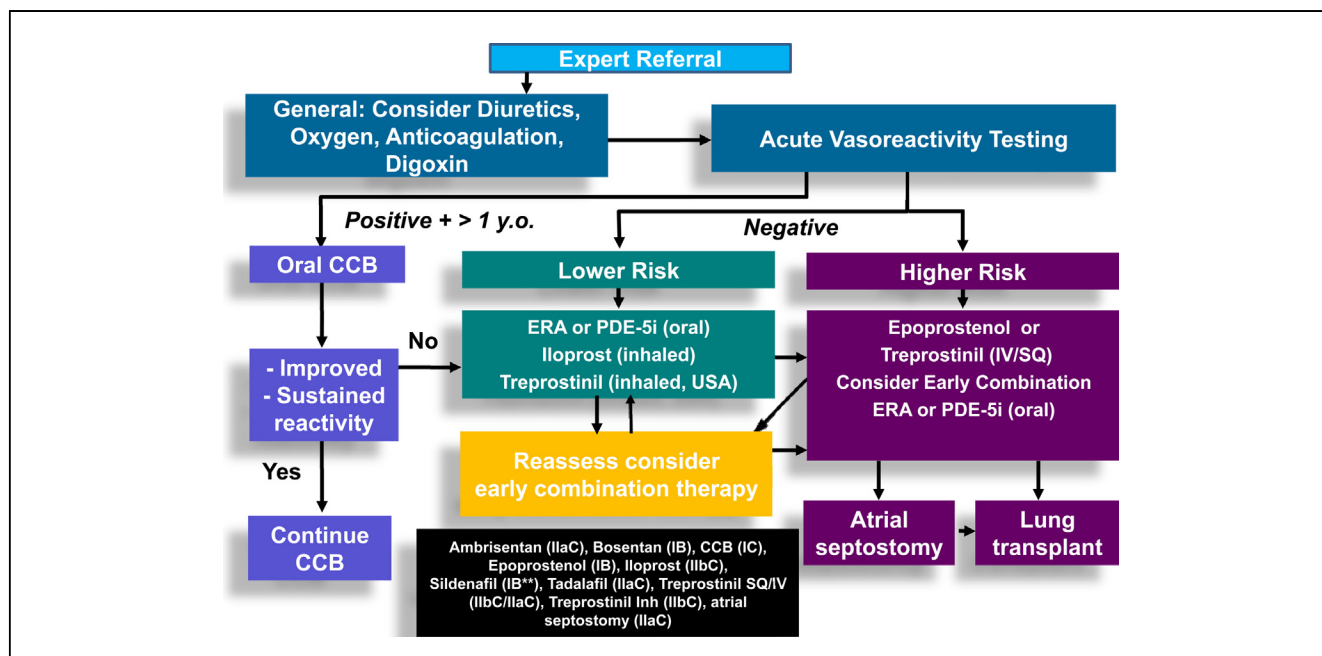 Expert Referral
General: Consider Diuretics,
Oxygen, Anticoagulation,
Digoxin
Acute Vasoreactivity Testing
Positive + > 1 y.o.
Negative
Oral CCB
Lower Risk
Higher Risk
No
- Improved
- Sustained
reactivity
ERA or PDE-5i (oral)
Iloprost (inhaled)
Treprostinil (inhaled, USA)
Epoprostenol or
Treprostinil (IV/SQ)
Consider Early Combination
ERA or PDE-5i (oral)
Yes
Reassess consider
early combination therapy
Continue
CCB
Atrial
septostomy
Lung
transplant
Ambrisentan (IIaC), Bosentan (IB), CCB (IC),
Epoprostenol (IB), Iloprost (IIbC),
Sildenafil (IB**), Tadalafil (IIaC), Treprostinil SQ/IV
(IIbC/IIaC), Treprostinil Inh (IIbC), atrial
septostomy (IIaC)